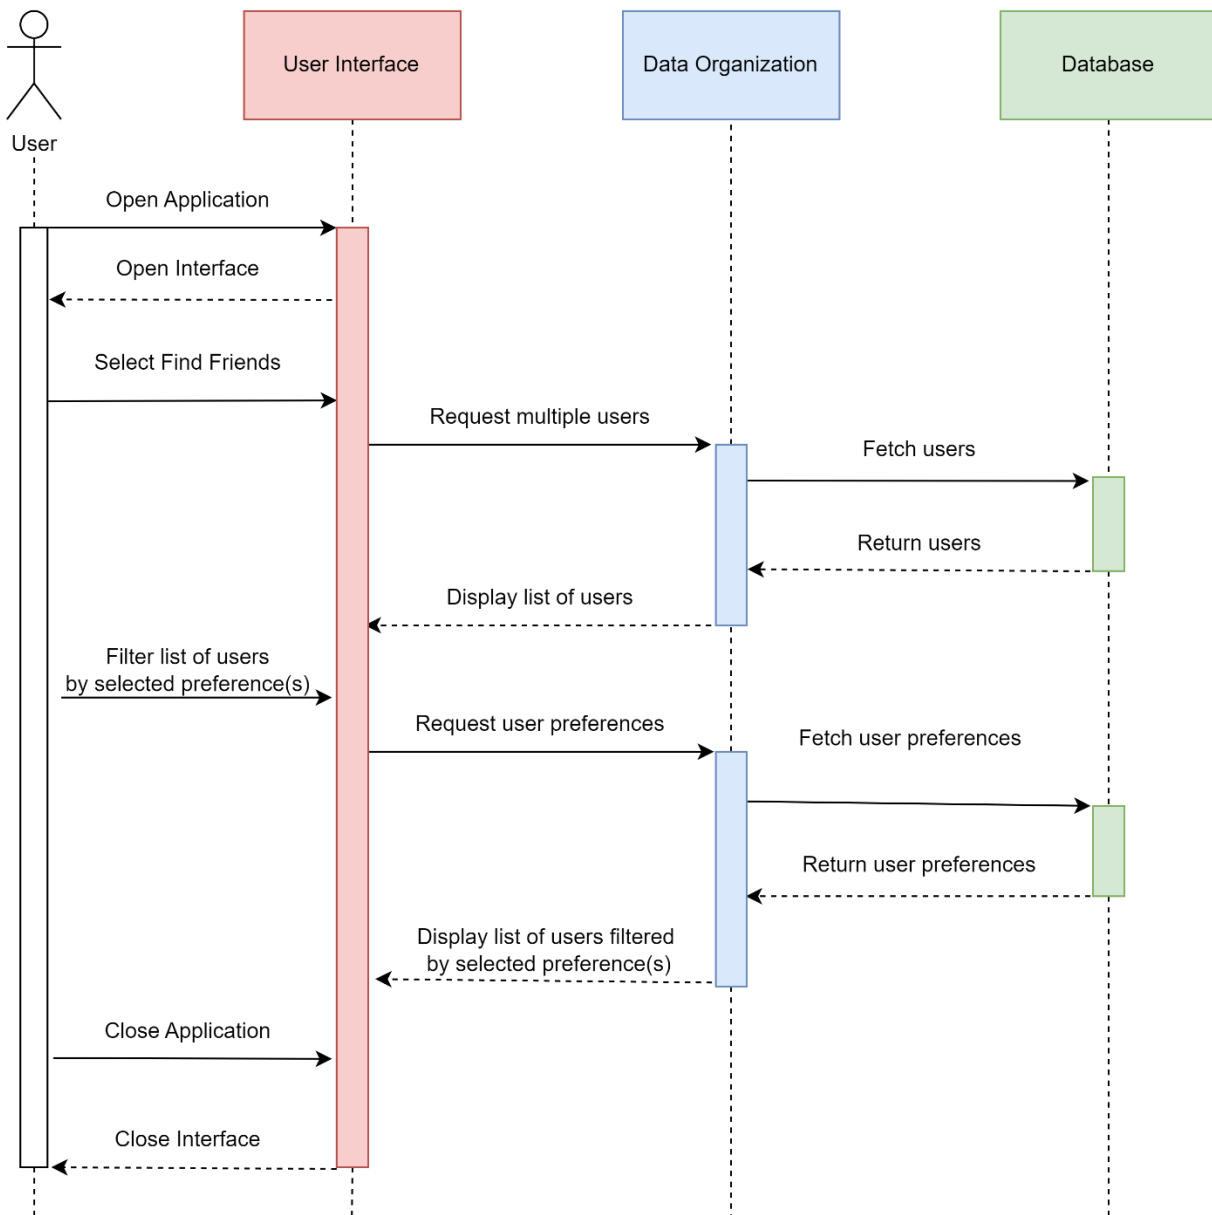 User Interface
Data Organization
Database
User
Open Application
Open Interface
Select Find Friends
Request multiple users
Fetch users
Return users
Display list of users
Filter list of users
by selected preference(s)
Request user preferences
Fetch user preferences
Return user preferences
Display list of users filtered
by selected preference(s)
Close Application
Close Interface